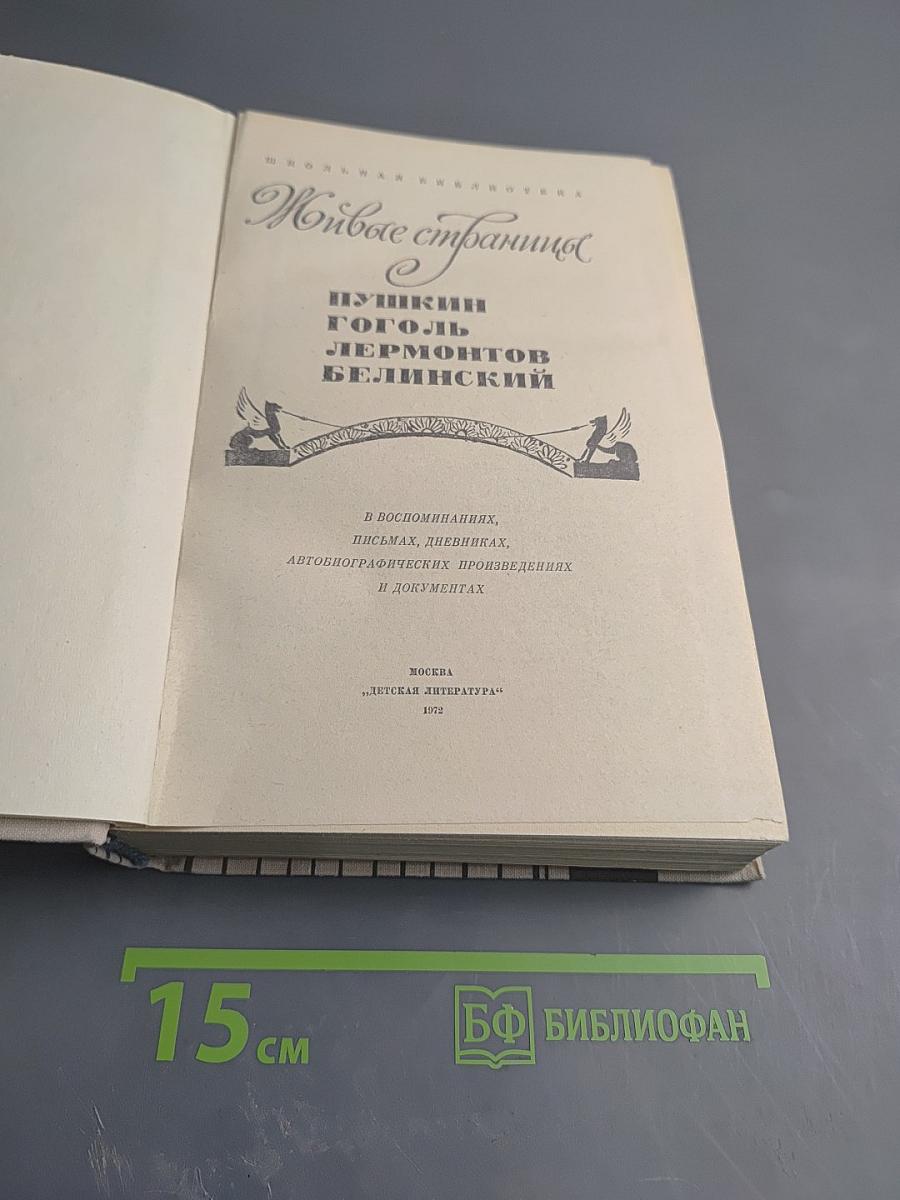 ШКОЛЬНАЯ БИБЛИОТЕКА
Живые страницы
ПУШКИН
ГОГОЛЬ
ЛЕРМОНТОВ
БЕЛИНСКИЙ
В ВОСПОМИНАНИЯХ,
ПИСЬМАХ, ДНЕВНИКАХ,
АВТОБИОГРАФИЧЕСКИХ ПРОИЗВЕДЕНИЯХ
И ДОКУМЕНТАХ
МОСКВА
„ДЕТСКАЯ ЛИТЕРАТУРА“
1972
15 СМ
БФ БИБЛИОФАН